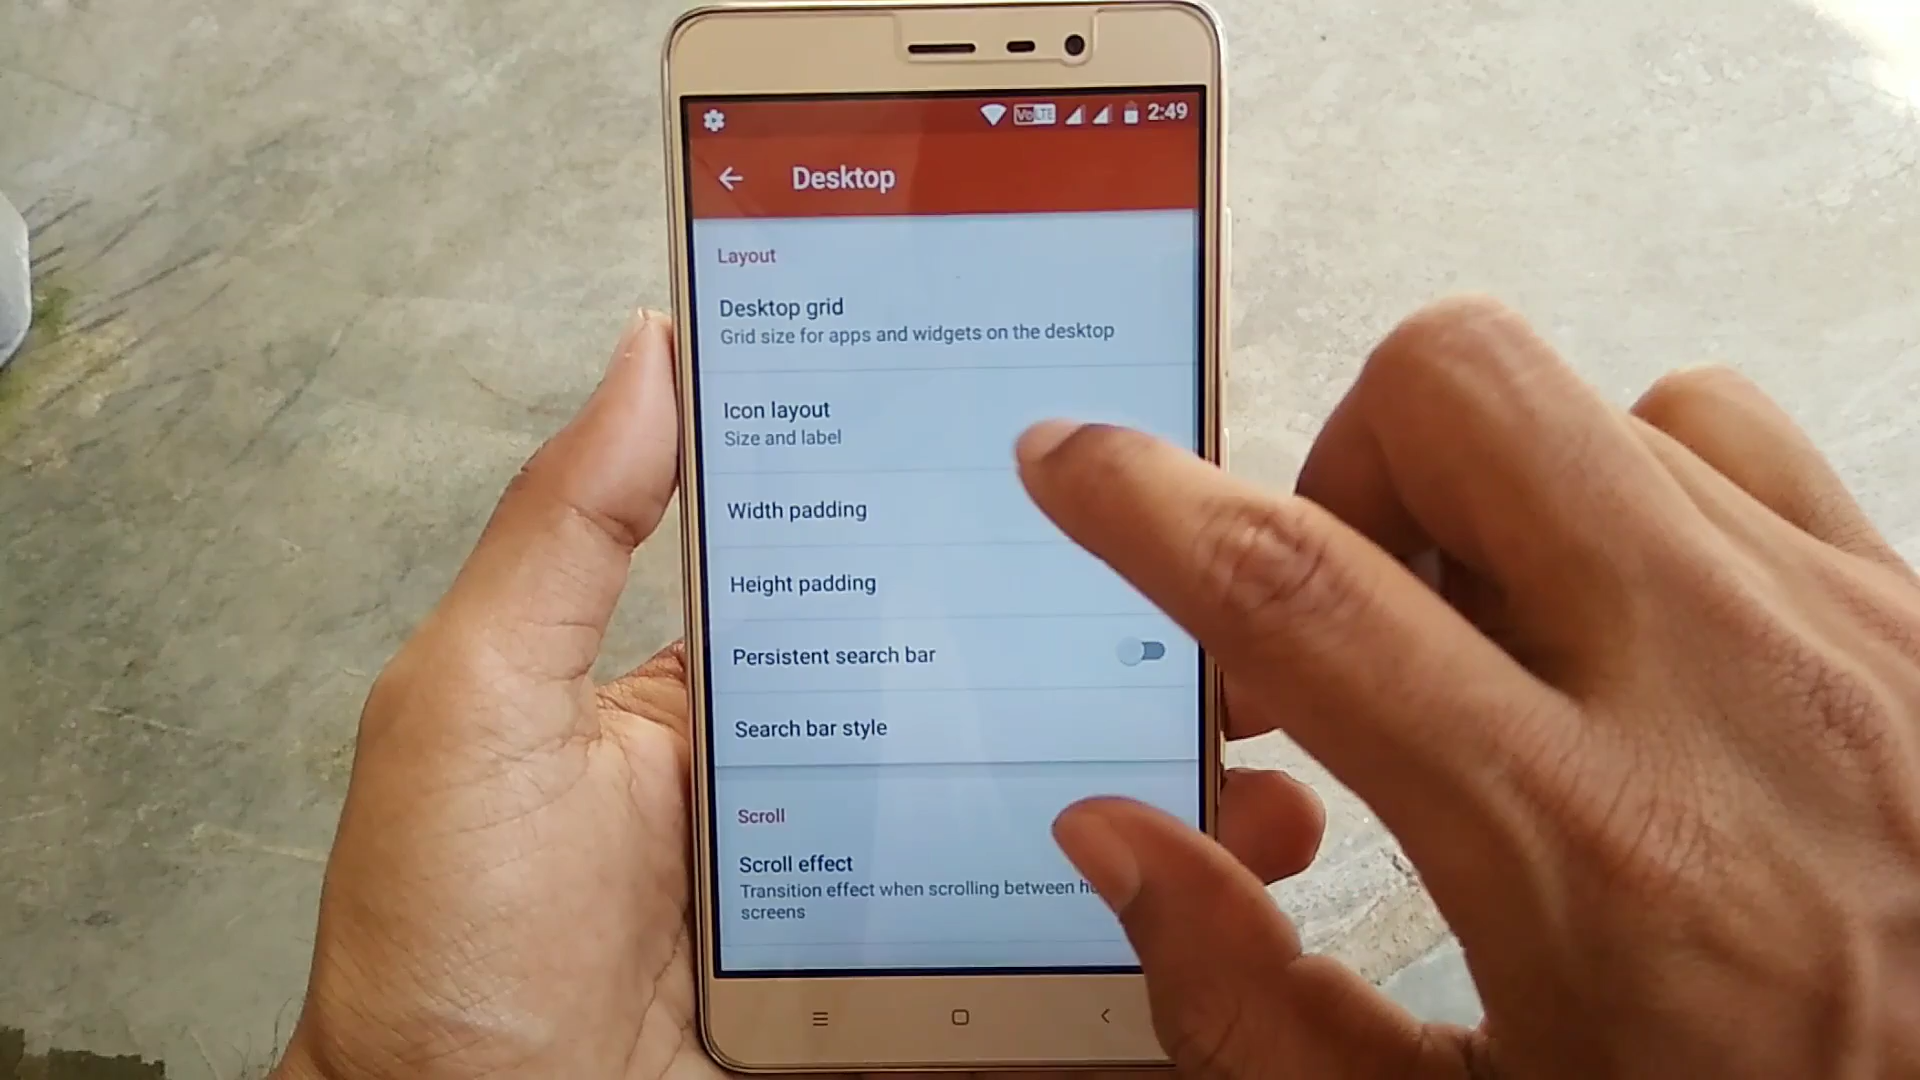 VoLTE 2:49
Desktop
Layout
Desktop grid
Grid size for apps and widgets on the desktop
Icon layout
Size and label
Width padding
Height padding
Persistent search bar
Search bar style
Scroll
Scroll effect
Transition effect when scrolling between
screens